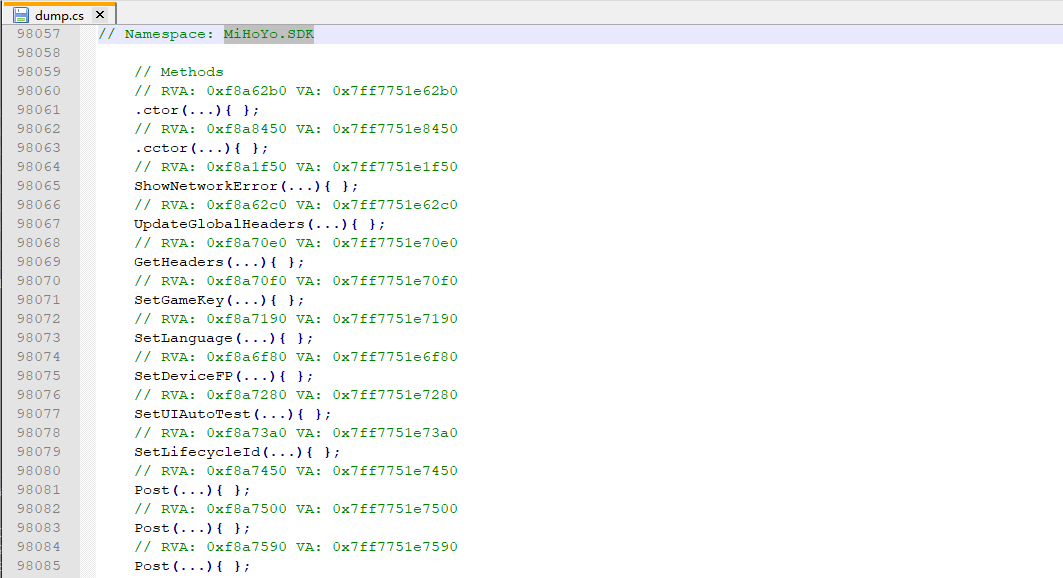 dump.cs
98057 // Namespace: MiHoYo.SDK
98058
98059 // Methods
98060 // RVA: 0xf8a62b0 VA: 0x7ff7751e62b0
98061 .ctor(...){ };
98062 // RVA: 0xf8a8450 VA: 0x7ff7751e8450
98063 .cctor(...){ };
98064 // RVA: 0xf8a1f50 VA: 0x7ff7751e1f50
98065 ShowNetworkError(...){ };
98066 // RVA: 0xf8a62c0 VA: 0x7ff7751e62c0
98067 UpdateGlobalHeaders(...){ };
98068 // RVA: 0xf8a70e0 VA: 0x7ff7751e70e0
98069 GetHeaders(...){ };
98070 // RVA: 0xf8a70f0 VA: 0x7ff7751e70f0
98071 SetGameKey(...){ };
98072 // RVA: 0xf8a7190 VA: 0x7ff7751e7190
98073 SetLanguage(...){ };
98074 // RVA: 0xf8a6f80 VA: 0x7ff7751e6f80
98075 SetDeviceFP(...){ };
98076 // RVA: 0xf8a7280 VA: 0x7ff7751e7280
98077 SetUIAutoTest(...){ };
98078 // RVA: 0xf8a73a0 VA: 0x7ff7751e73a0
98079 SetLifecycleId(...){ };
98080 // RVA: 0xf8a7450 VA: 0x7ff7751e7450
98081 Post(...){ };
98082 // RVA: 0xf8a7500 VA: 0x7ff7751e7500
98083 Post(...){ };
98084 // RVA: 0xf8a7590 VA: 0x7ff7751e7590
98085 Post(...){ };